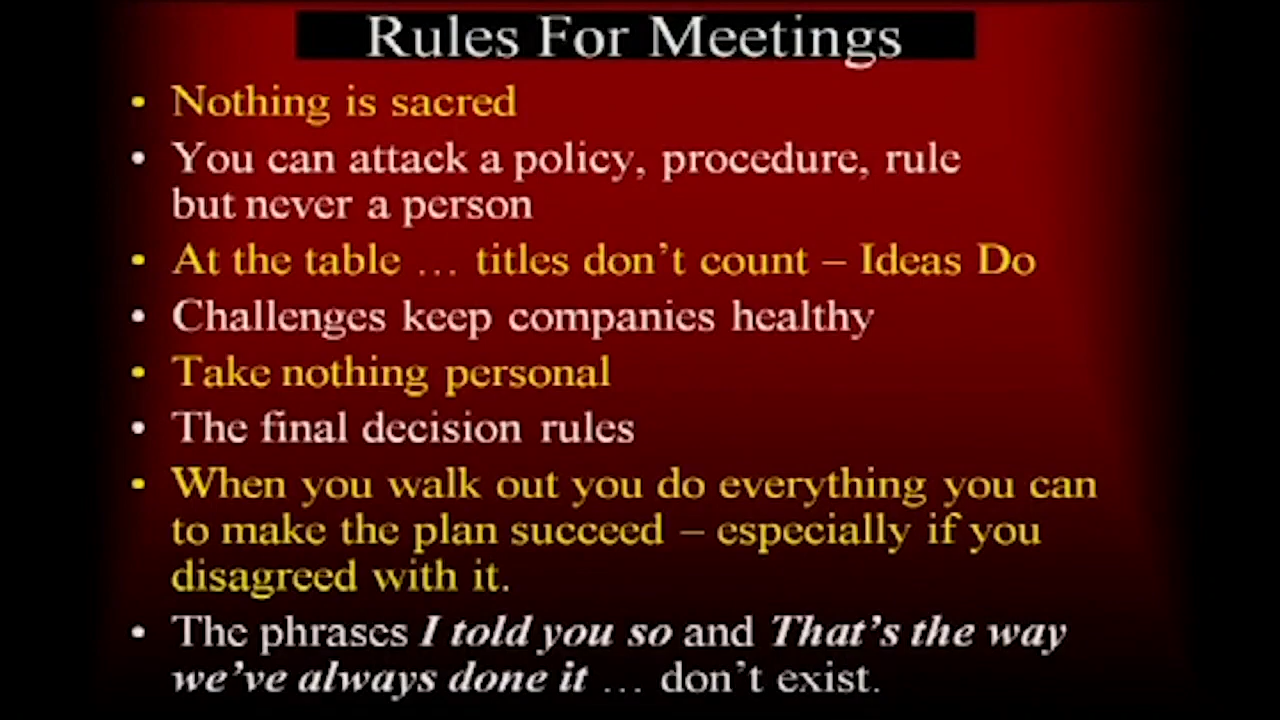 Rules For Meetings
• Nothing is sacred
• You can attack a policy, procedure, rule
but never a person
• At the table … titles don't count – Ideas Do
• Challenges keep companies healthy
• Take nothing personal
• The final decision rules
• When you walk out you do everything you can
to make the plan succeed – especially if you
disagreed with it.
• The phrases I told you so and That's the way
we've always done it … don't exist.